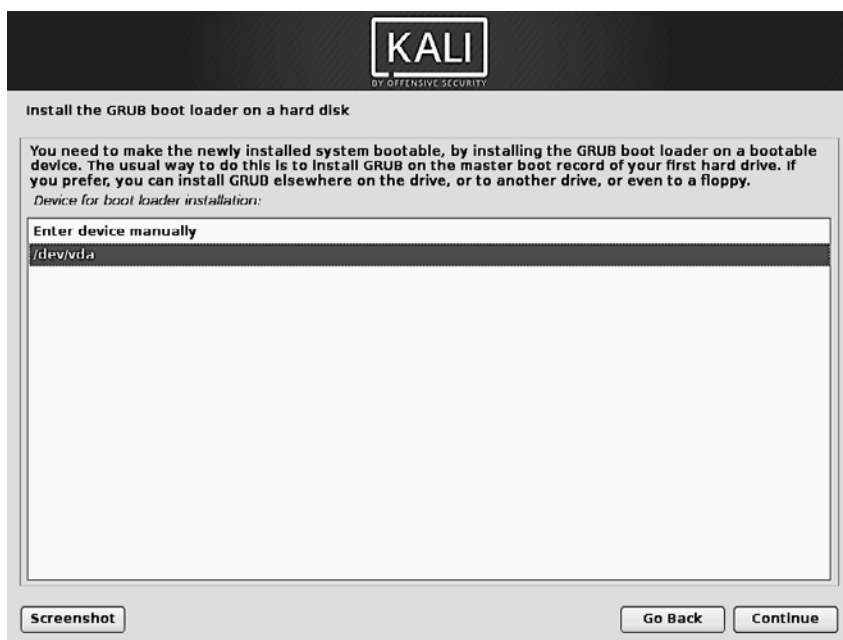 KALI
BY OFFENSIVE SECURITY
Install the GRUB boot loader on a hard disk
You need to make the newly installed system bootable, by installing the GRUB boot loader on a bootable
device. The usual way to do this is to install GRUB on the master boot record of your first hard drive. If
you prefer, you can install GRUB elsewhere on the drive, or to another drive, or even to a floppy.
Device for boot loader installation:
Enter device manually
/dev/vda
Screenshot
Go Back
Continue